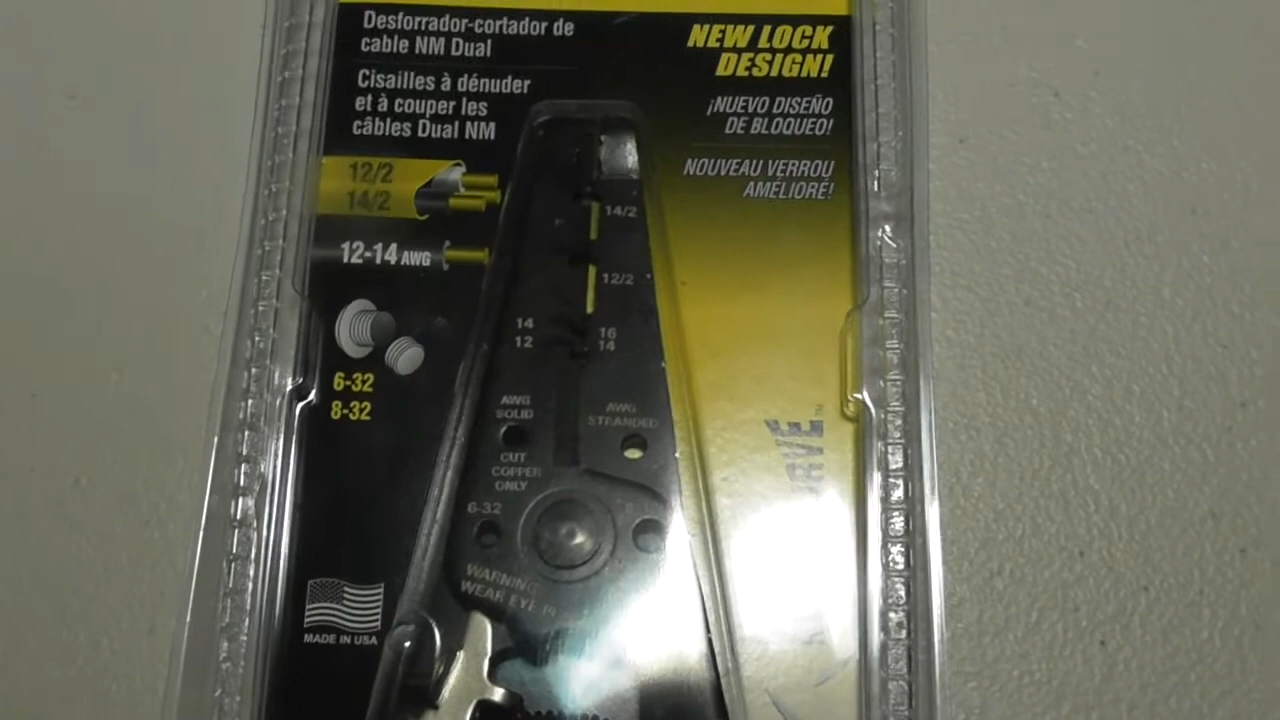 Desforrador-cortador de
cable NM Dual
Cisailles à dénuder
et à couper les
câbles Dual NM
NEW LOCK
DESIGN!
¡NUEVO DISEÑO
DE BLOQUEO!
NOUVEAU VERROU
AMÉLIORÉ!
12/2
14/2
12-14 AWG
6-32
8-32
MADE IN USA
14/2
12/2
14
12
16
14
AWG
SOLID
AWG
STRANDED
CUT
COPPER
ONLY
6-32
WARNING
WEAR EYE